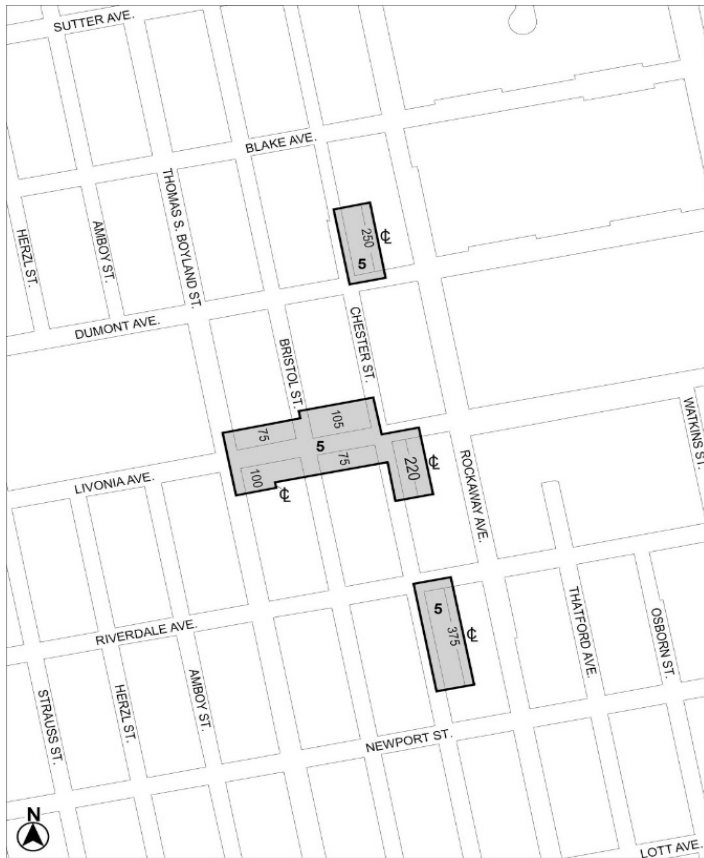 SUTTER AVE.
BLAKE AVE.
THOMAS S. BOYLAND ST.
AMBOY ST.
HERZL ST.
250
℄
5
DUMONT AVE.
CHESTER ST.
BRISTOL ST.
105
75
5
75
100
℄
220
℄
WATKINS ST.
ROCKAWAY AVE.
LIVONIA AVE.
5
375
℄
THATFORD AVE.
OSBORN ST.
RIVERDALE AVE.
AMBOY ST.
HERZL ST.
STRAUSS ST.
NEWPORT ST.
N
LOTT AVE.